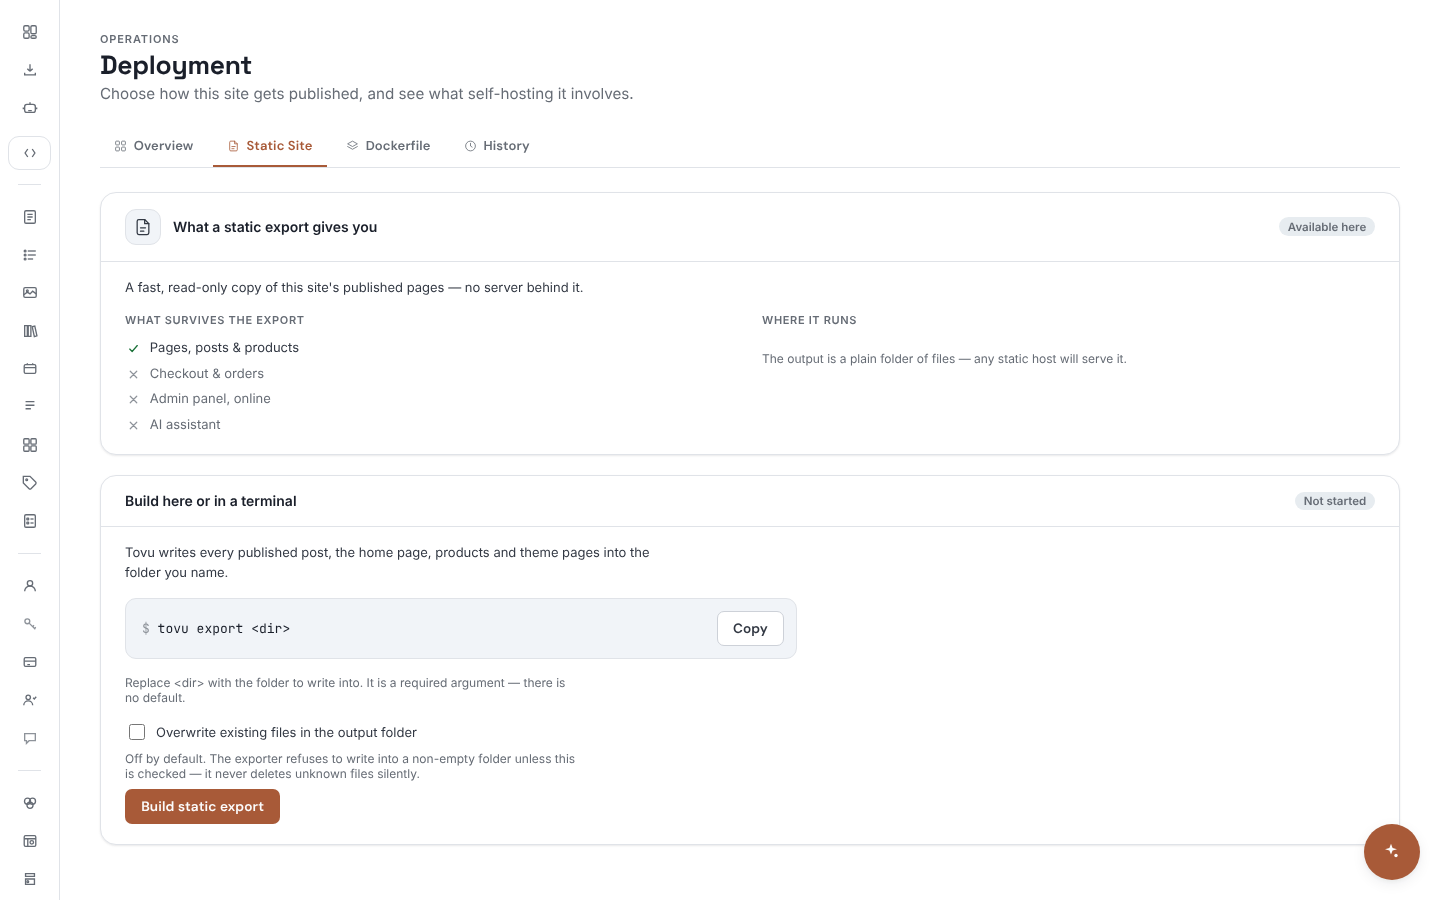 OPERATIONS
Deployment
Choose how this site gets published, and see what self-hosting it involves.
Overview
Static Site
Dockerfile
History
What a static export gives you
Available here
A fast, read-only copy of this site's published pages — no server behind it.
WHAT SURVIVES THE EXPORT
Pages, posts & products
Checkout & orders
Admin panel, online
AI assistant
WHERE IT RUNS
The output is a plain folder of files — any static host will serve it.
Build here or in a terminal
Not started
Tovu writes every published post, the home page, products and theme pages into the
folder you name.
$ tovu export <dir>
Copy
Replace <dir> with the folder to write into. It is a required argument — there is
no default.
Overwrite existing files in the output folder
Off by default. The exporter refuses to write into a non-empty folder unless this
is checked — it never deletes unknown files silently.
Build static export